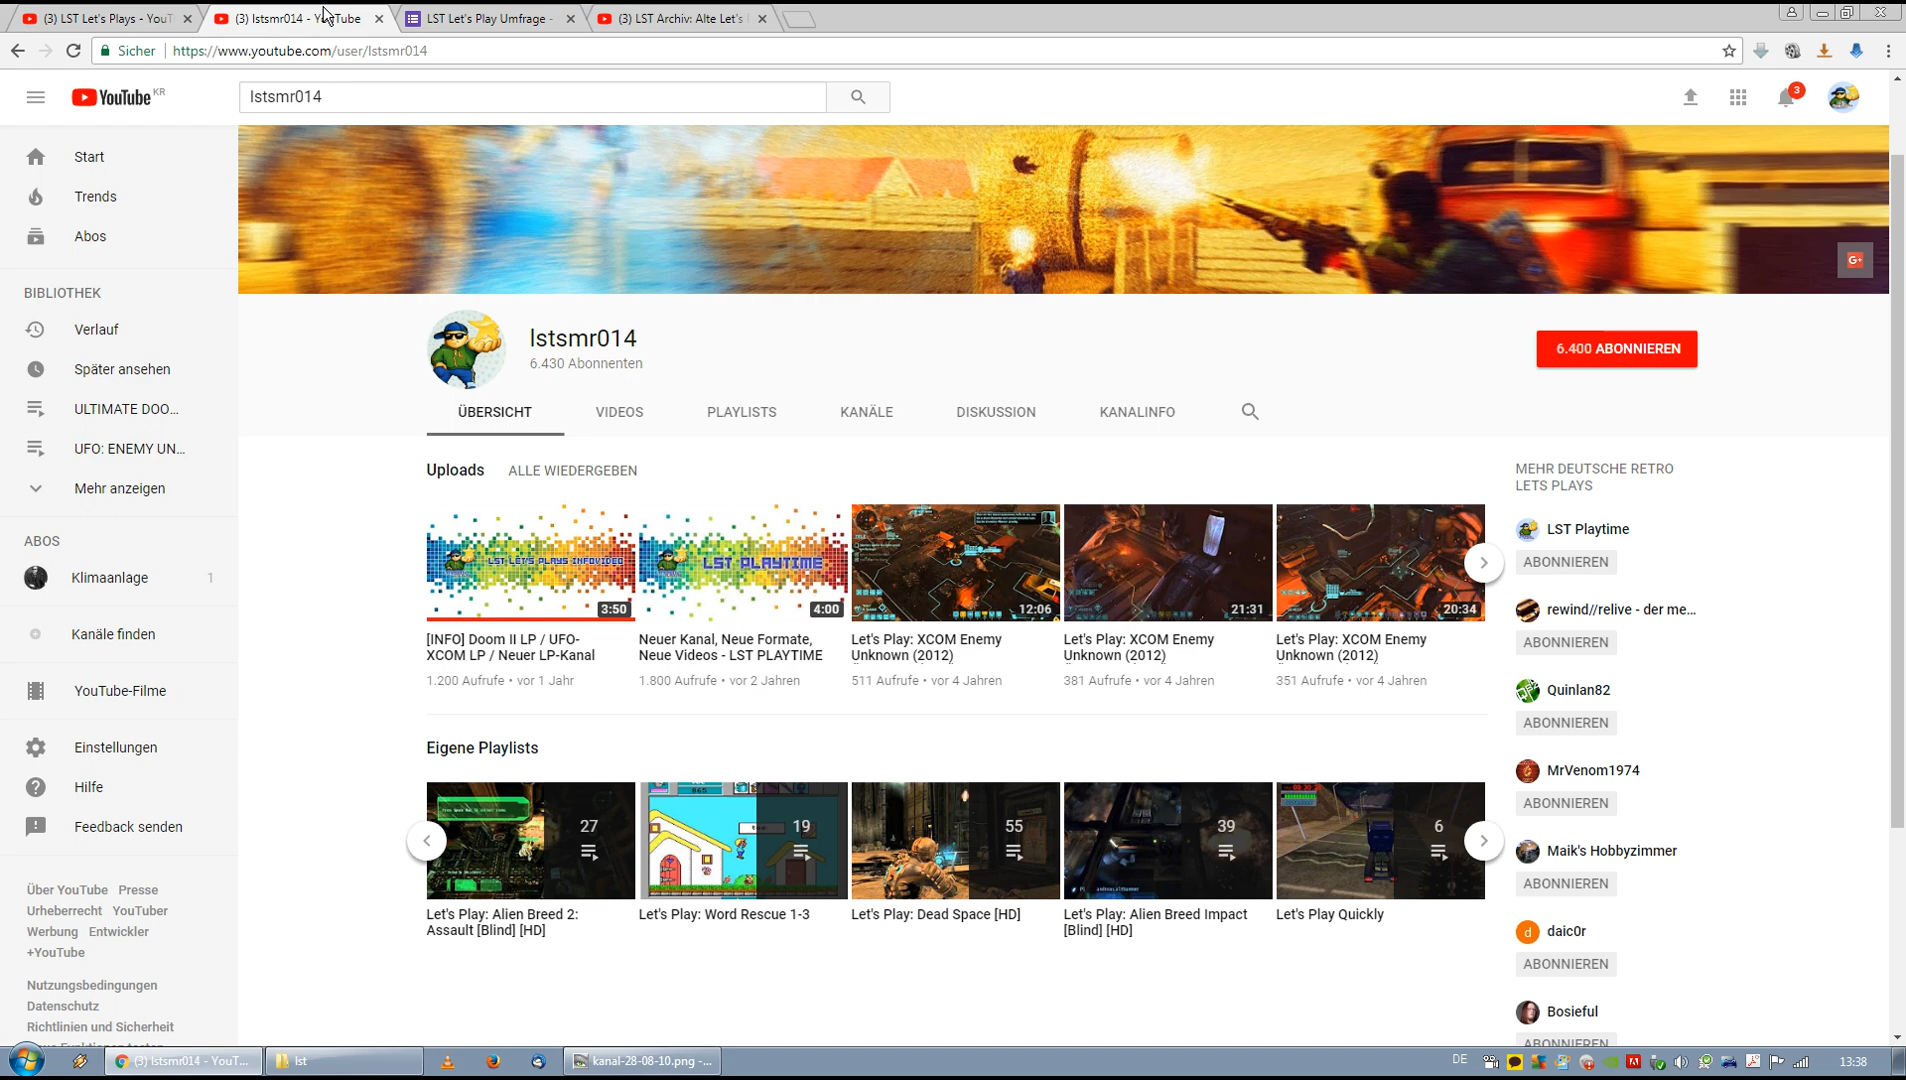 (3) LST Let's Plays - YouT
(3) lstsmr014 - YouTube
LST Let's Play Umfrage -
(3) LST Archiv: Alte Let's
Sicher
https://www.youtube.com/user/lstsmr014
YouTube KR
lstsmr014
3
Start
Trends
Abos
BIBLIOTHEK
Verlauf
Später ansehen
ULTIMATE DOO...
UFO: ENEMY UN...
Mehr anzeigen
ABOS
Klimaanlage 1
Kanäle finden
YouTube-Filme
Einstellungen
Hilfe
Feedback senden
Über YouTube Presse
Urheberrecht YouTuber
Werbung Entwickler
+YouTube
Nutzungsbedingungen
Datenschutz
Richtlinien und Sicherheit
Neue Funktionen testen
G+
lstsmr014
6.430 Abonnenten
6.400 ABONNIEREN
ÜBERSICHT VIDEOS PLAYLISTS KANÄLE DISKUSSION KANALINFO
Uploads ALLE WIEDERGEBEN
LST LET'S PLAYS INFOVIDEO
3:50
[INFO] Doom II LP / UFO-
XCOM LP / Neuer LP-Kanal
1.200 Aufrufe • vor 1 Jahr
LST PLAYTIME
4:00
Neuer Kanal, Neue Formate,
Neue Videos - LST PLAYTIME
1.800 Aufrufe • vor 2 Jahren
12:06
Let's Play: XCOM Enemy
Unknown (2012)
511 Aufrufe • vor 4 Jahren
21:31
Let's Play: XCOM Enemy
Unknown (2012)
381 Aufrufe • vor 4 Jahren
20:34
Let's Play: XCOM Enemy
Unknown (2012)
351 Aufrufe • vor 4 Jahren
Eigene Playlists
27
Let's Play: Alien Breed 2:
Assault [Blind] [HD]
865
19
Let's Play: Word Rescue 1-3
55
Let's Play: Dead Space [HD]
39
Let's Play: Alien Breed Impact
[Blind] [HD]
6
Let's Play Quickly
MEHR DEUTSCHE RETRO
LETS PLAYS
LST Playtime
ABONNIEREN
rewind//relive - der me...
ABONNIEREN
Quinlan82
ABONNIEREN
MrVenom1974
ABONNIEREN
Maik's Hobbyzimmer
ABONNIEREN
d daic0r
ABONNIEREN
Bosieful
ABONNIEREN
(3) lstsmr014 - YouT...
lst
kanal-28-08-10.png -...
DE
13:38